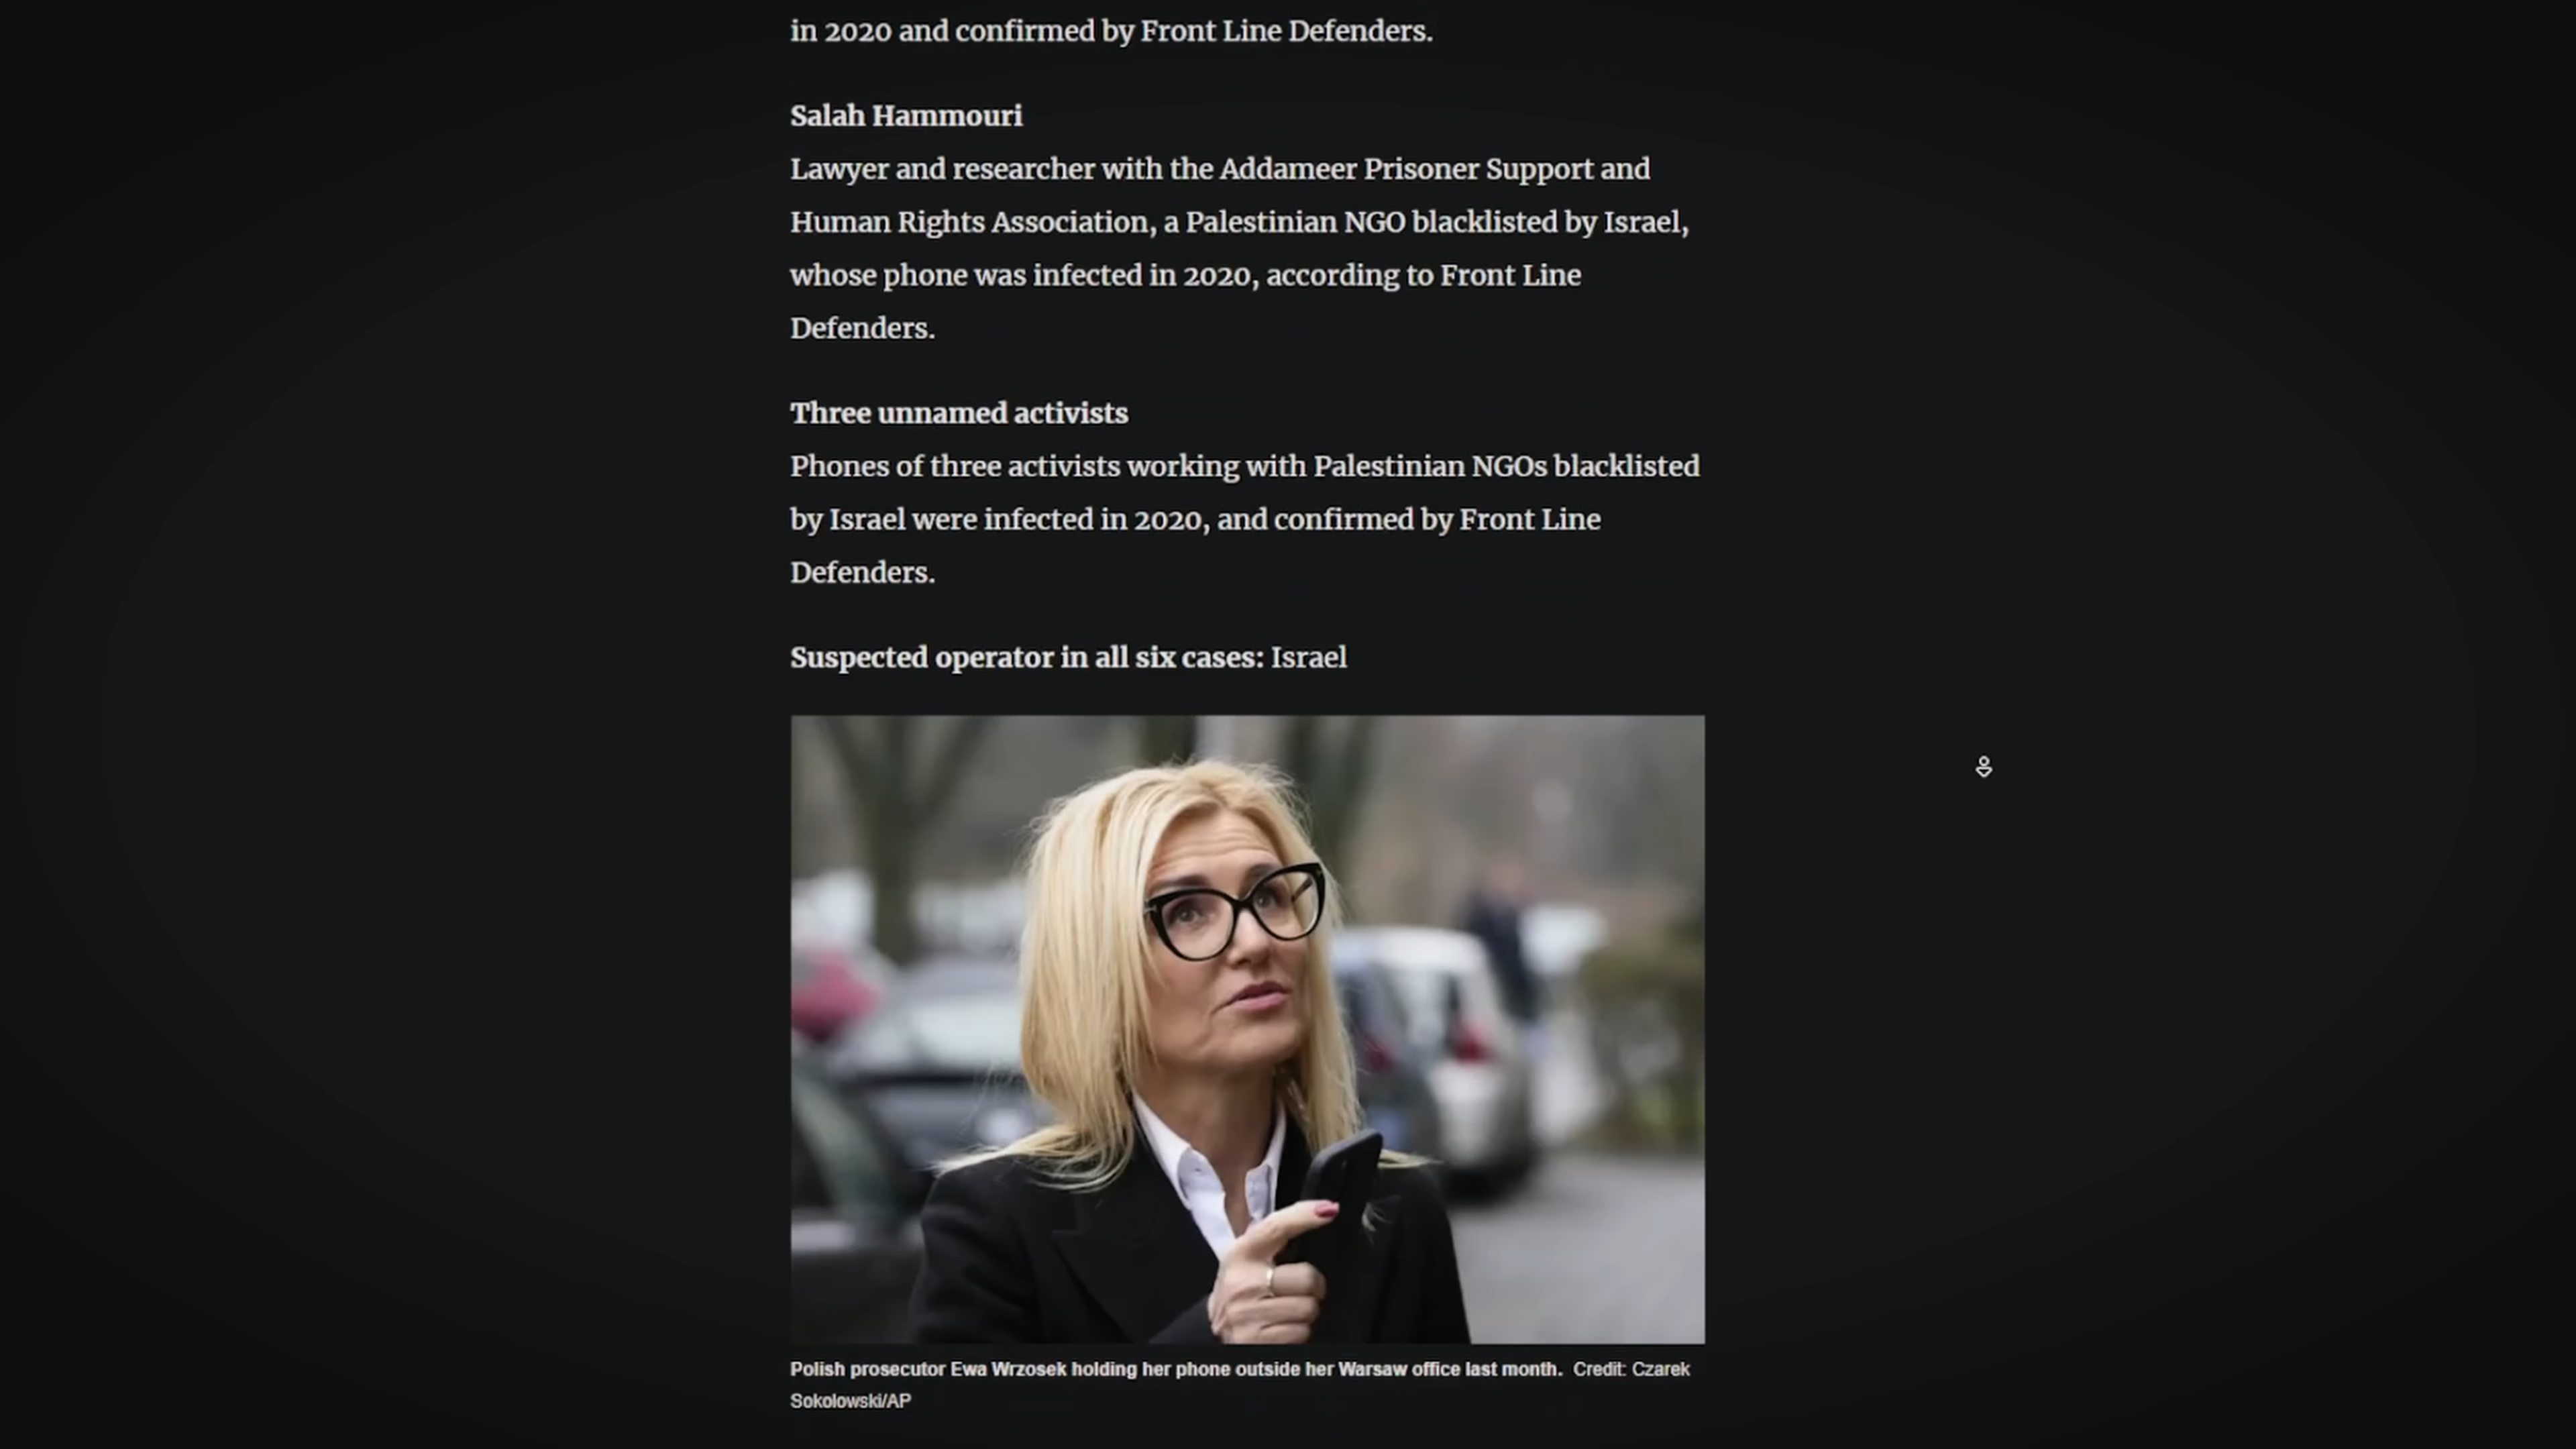 in 2020 and confirmed by Front Line Defenders.
Salah Hammouri
Lawyer and researcher with the Addameer Prisoner Support and
Human Rights Association, a Palestinian NGO blacklisted by Israel,
whose phone was infected in 2020, according to Front Line
Defenders.
Three unnamed activists
Phones of three activists working with Palestinian NGOs blacklisted
by Israel were infected in 2020, and confirmed by Front Line
Defenders.
Suspected operator in all six cases: Israel
Polish prosecutor Ewa Wrzosek holding her phone outside her Warsaw office last month. Credit: Czarek
Sokolowski/AP